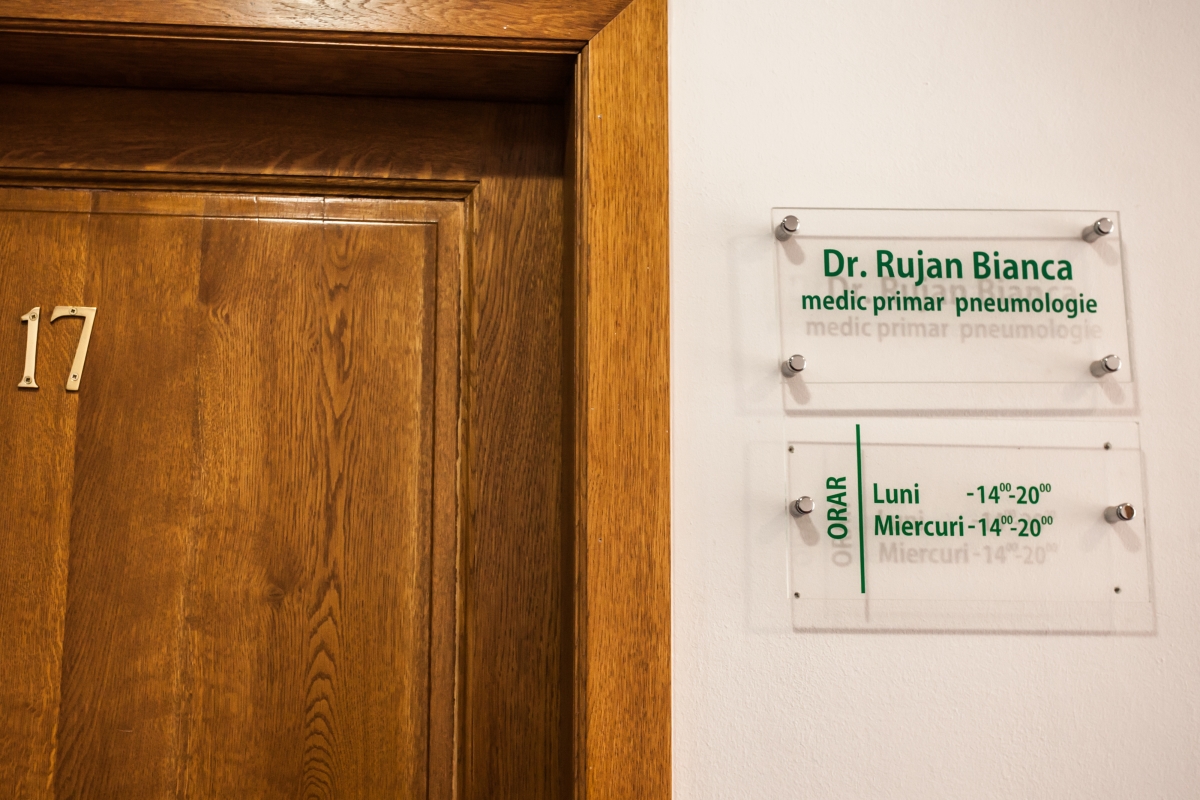 17
Dr. Rujan Bianca
medic primar pneumologie
ORAR
Luni -14⁰⁰-20⁰⁰
Miercuri -14⁰⁰-20⁰⁰